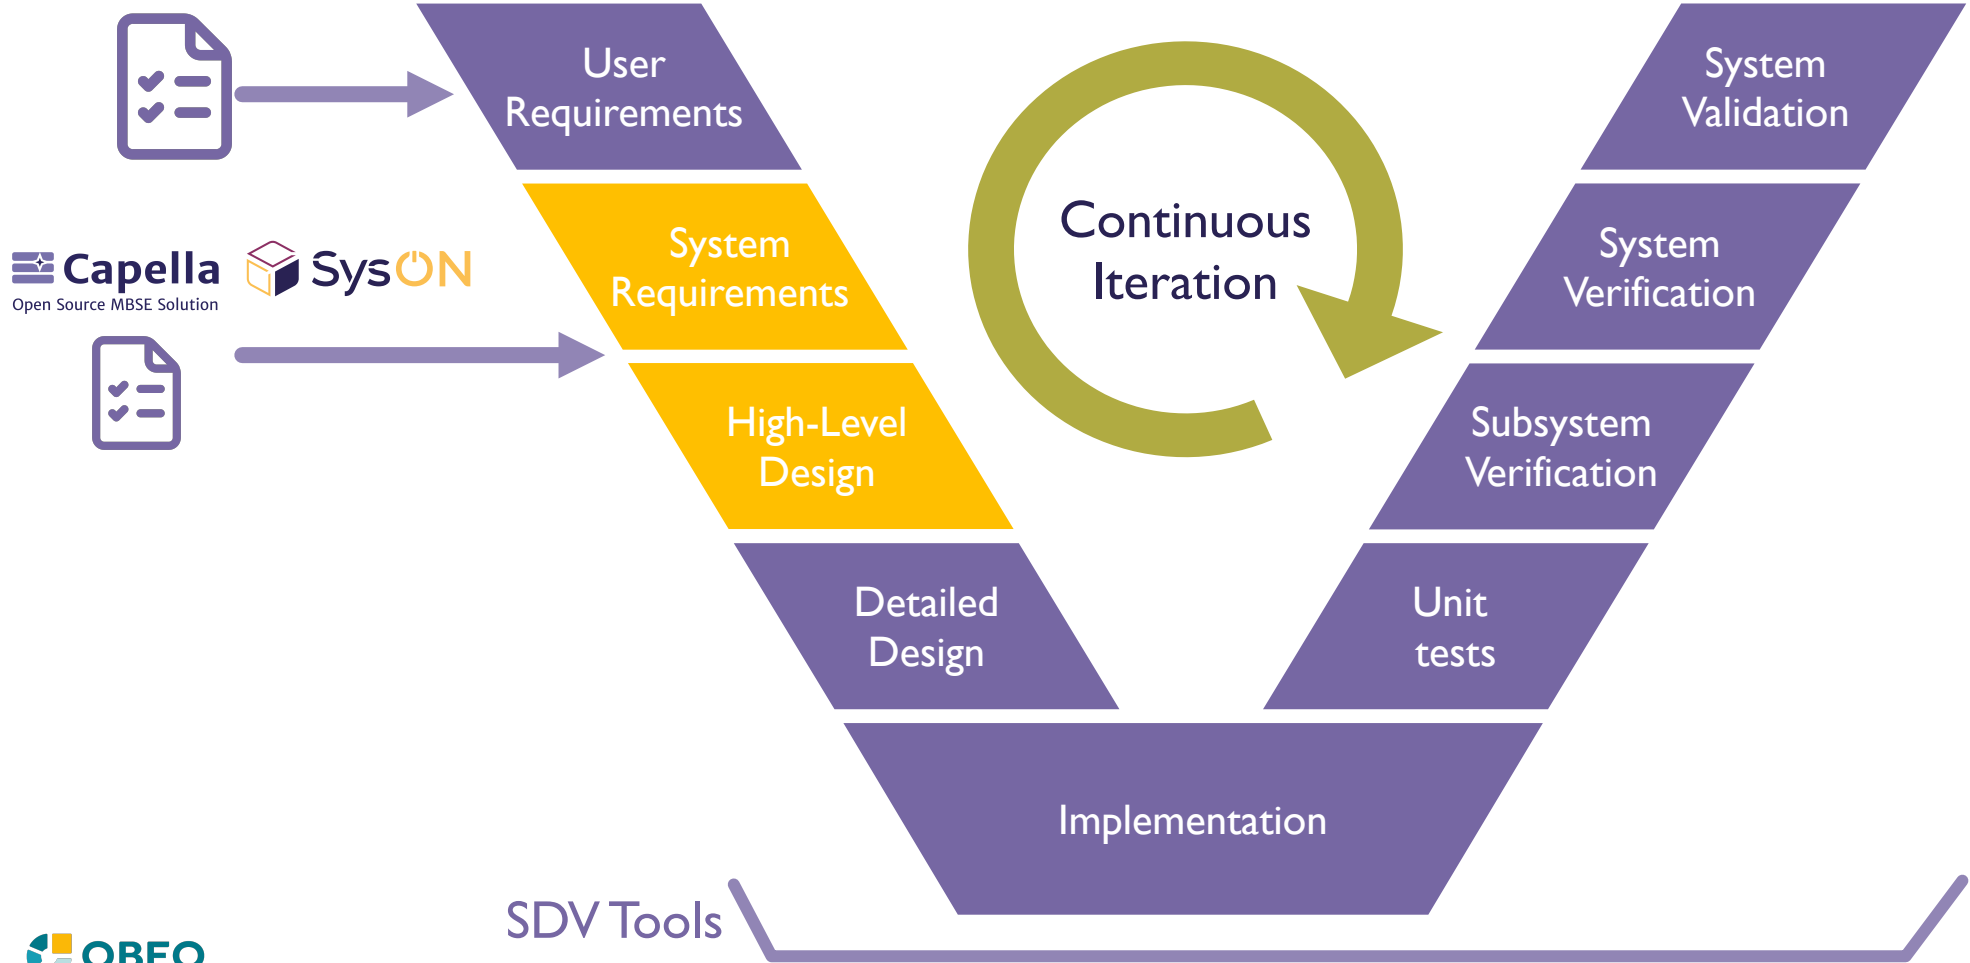 User
Requirements
System
Validation
Continuous
Iteration
System
Requirements
System
Verification
Capella
Open Source MBSE Solution
SysON
High-Level
Design
Subsystem
Verification
Detailed
Design
Unit
tests
Implementation
SDV Tools
OBEO